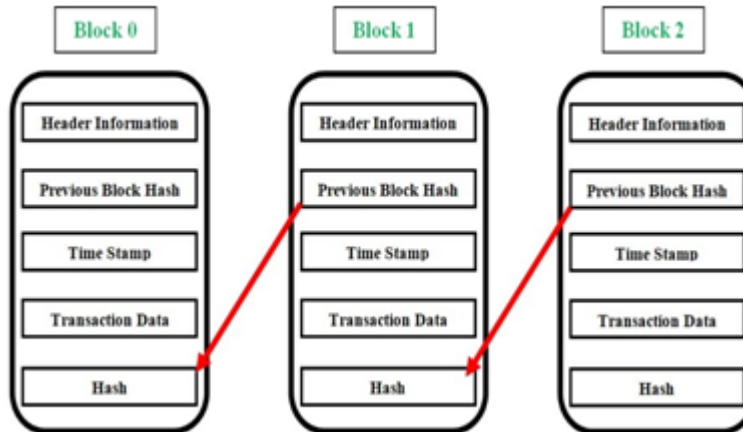 Block 0
Block 1
Block 2
Header Information
Header Information
Header Information
Previous Block Hash
Previous Block Hash
Previous Block Hash
Time Stamp
Time Stamp
Time Stamp
Transaction Data
Transaction Data
Transaction Data
Hash
Hash
Hash